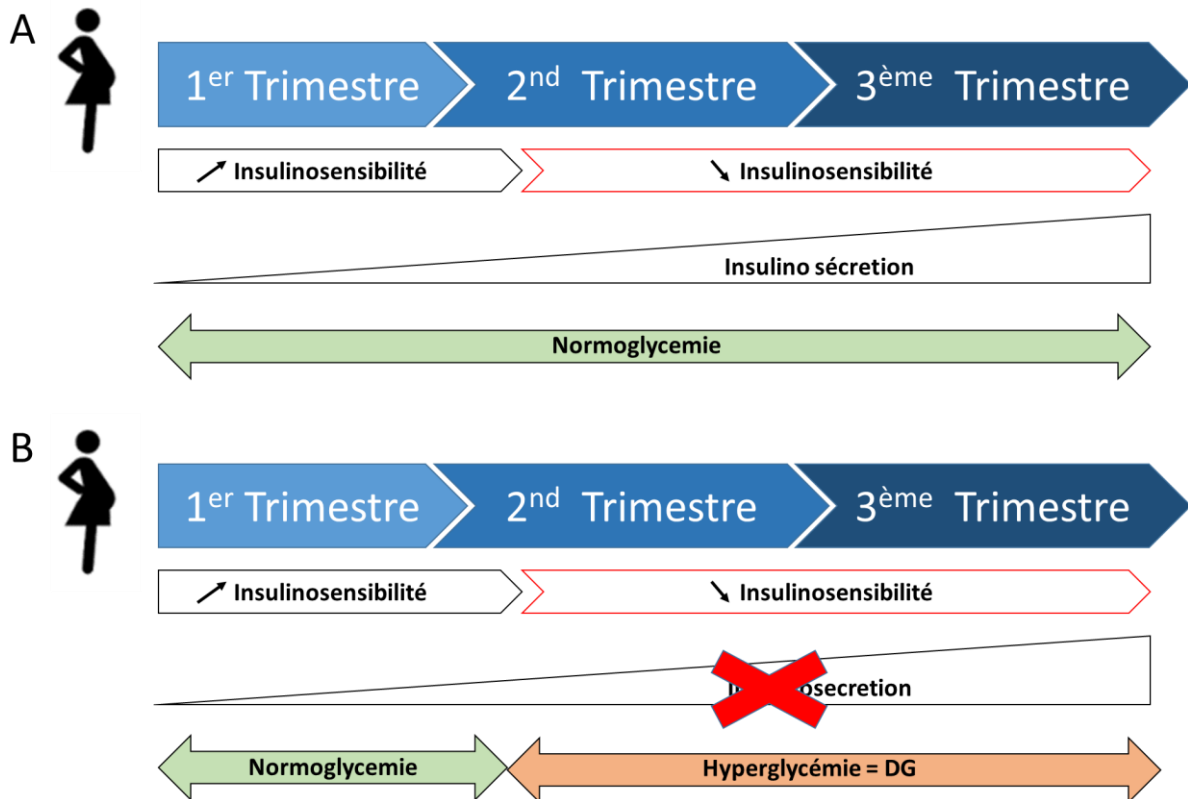 A
1er Trimestre
2nd Trimestre
3ème Trimestre
↗ Insulinosensibilité
↘ Insulinosensibilité
Insulino sécretion
Normoglycemie
B
1er Trimestre
2nd Trimestre
3ème Trimestre
↗ Insulinosensibilité
↘ Insulinosensibilité
Normoglycemie
Hyperglycémie = DG